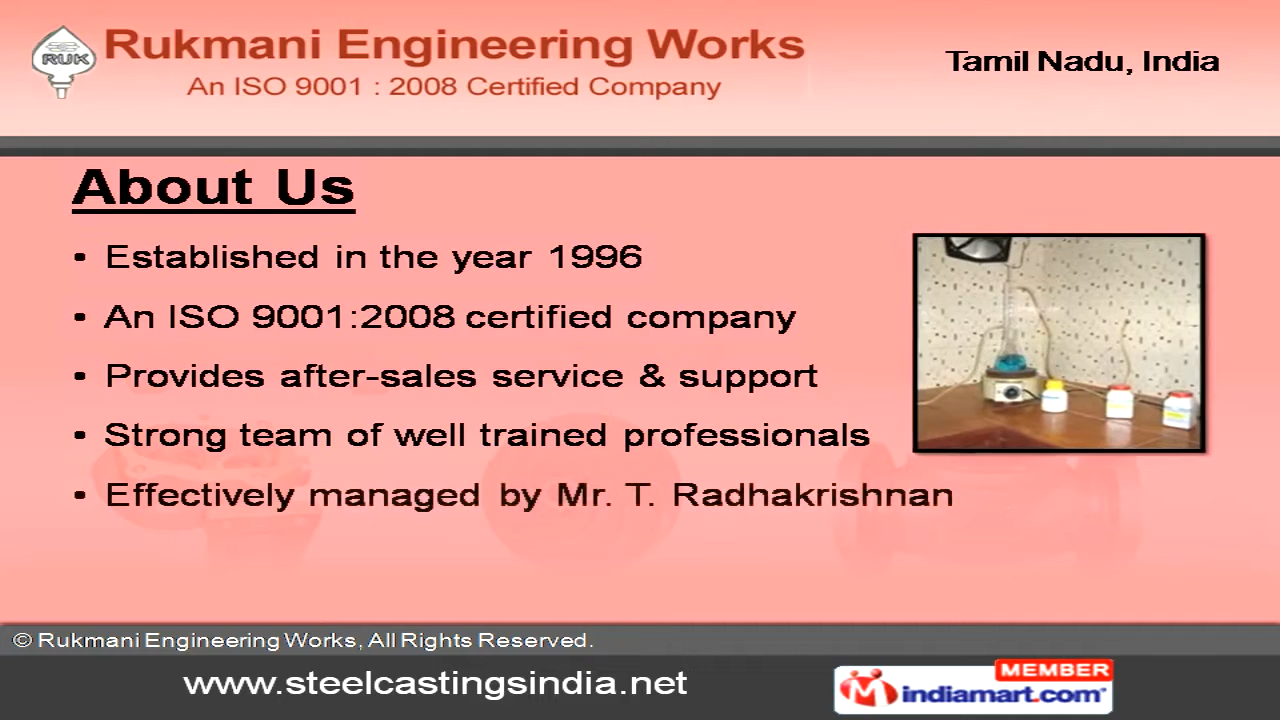 RUK
Rukmani Engineering Works
An ISO 9001 : 2008 Certified Company
Tamil Nadu, India
About Us
• Established in the year 1996
• An ISO 9001:2008 certified company
• Provides after-sales service & support
• Strong team of well trained professionals
• Effectively managed by Mr. T. Radhakrishnan
© Rukmani Engineering Works, All Rights Reserved.
www.steelcastingsindia.net
MEMBER
indiamart.com